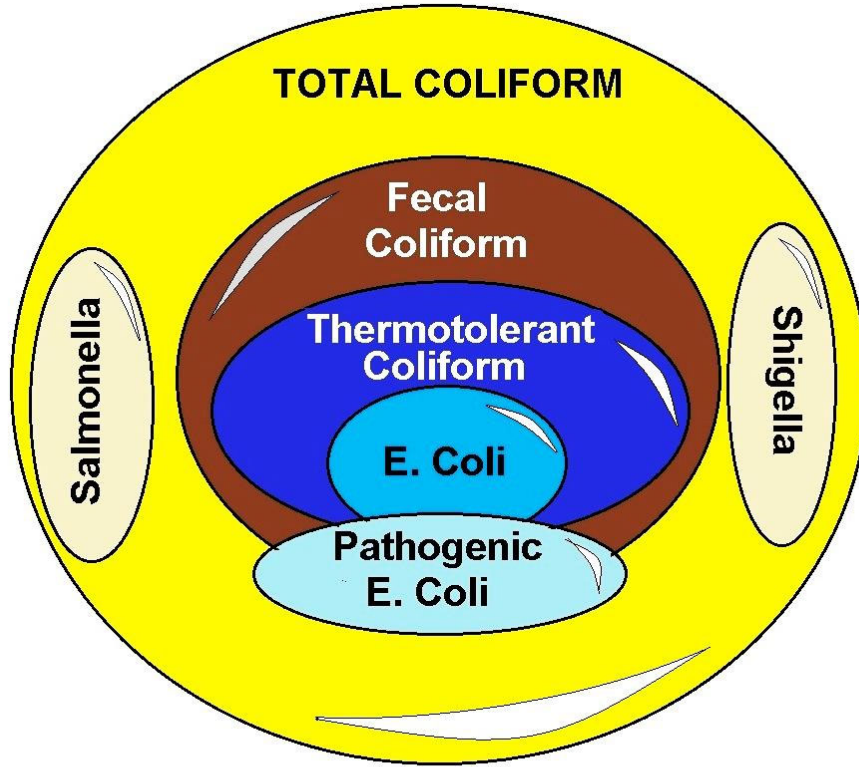 TOTAL COLIFORM
Fecal
Coliform
Thermotolerant
Coliform
Salmonella
Shigella
E. Coli
Pathogenic
E. Coli